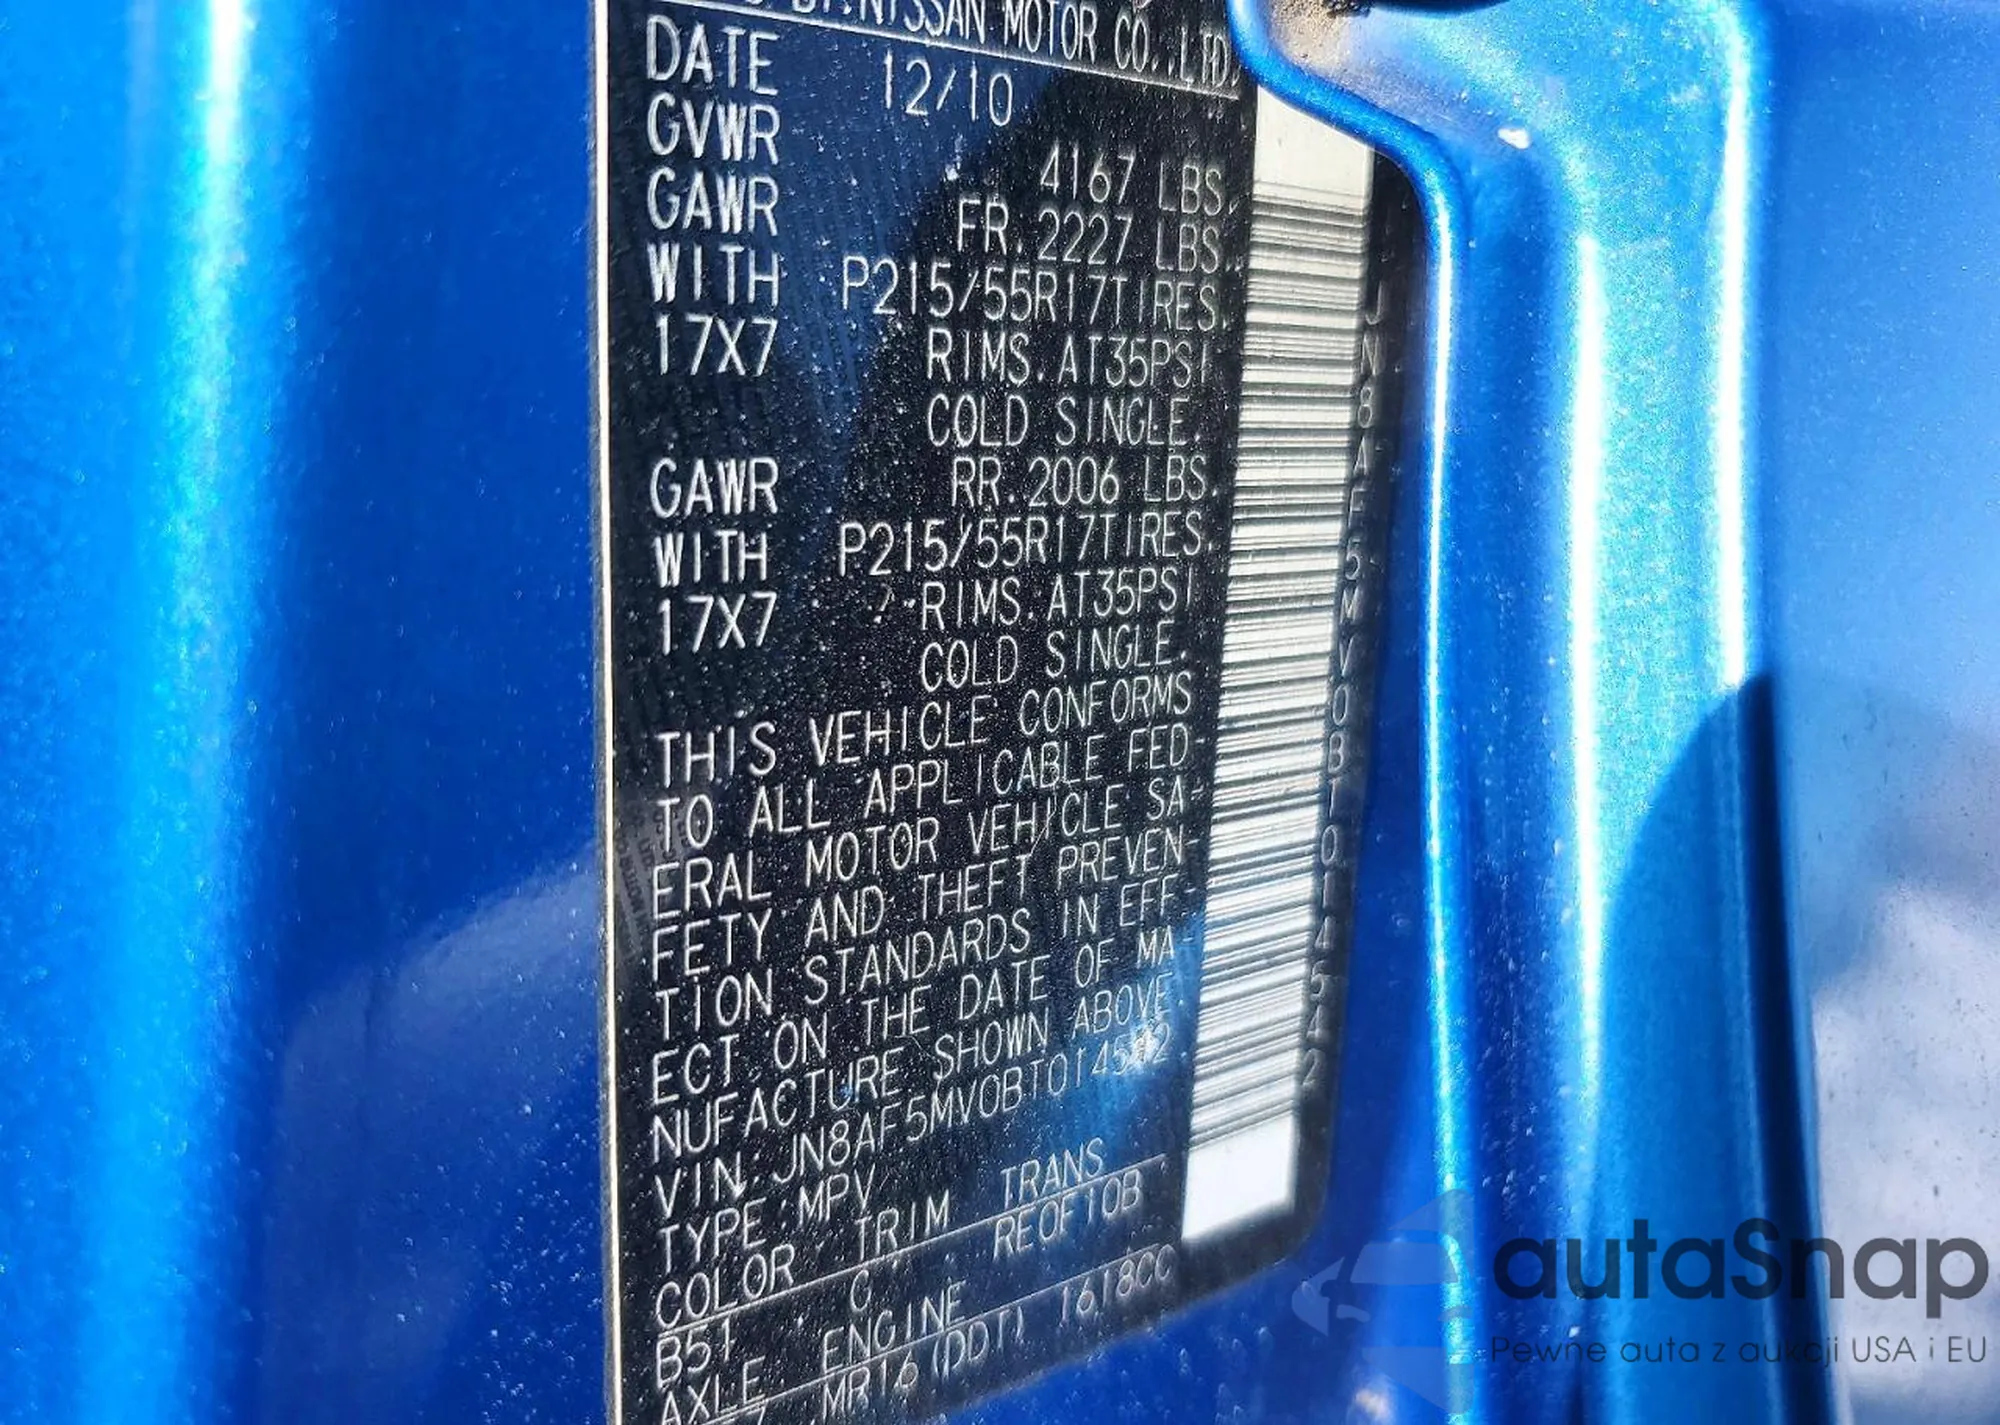 BY:NISSAN MOTOR CO.,LTD.
DATE 12/10
GVWR 4167 LBS.
GAWR FR.2227 LBS.
WITH P215/55R17TIRES.
17X7 RIMS.AT35PSI
COLD SINGLE.
GAWR RR.2006 LBS.
WITH P215/55R17TIRES.
17X7 RIMS.AT35PSI
COLD SINGLE.
THIS VEHICLE CONFORMS
TO ALL APPLICABLE FED-
ERAL MOTOR VEHICLE SA-
FETY AND THEFT PREVEN-
TION STANDARDS IN EFF-
ECT ON THE DATE OF MA-
NUFACTURE SHOWN ABOVE.
VIN:JN8AF5MV0BT014542
TYPE:MPV
COLOR TRIM TRANS
B51 C RE0F10B
AXLE ENGINE
MR16(DDT) 1618CC
JN8AF5MV0BT014542
autaSnap
Pewne auta z aukcji USA i EU